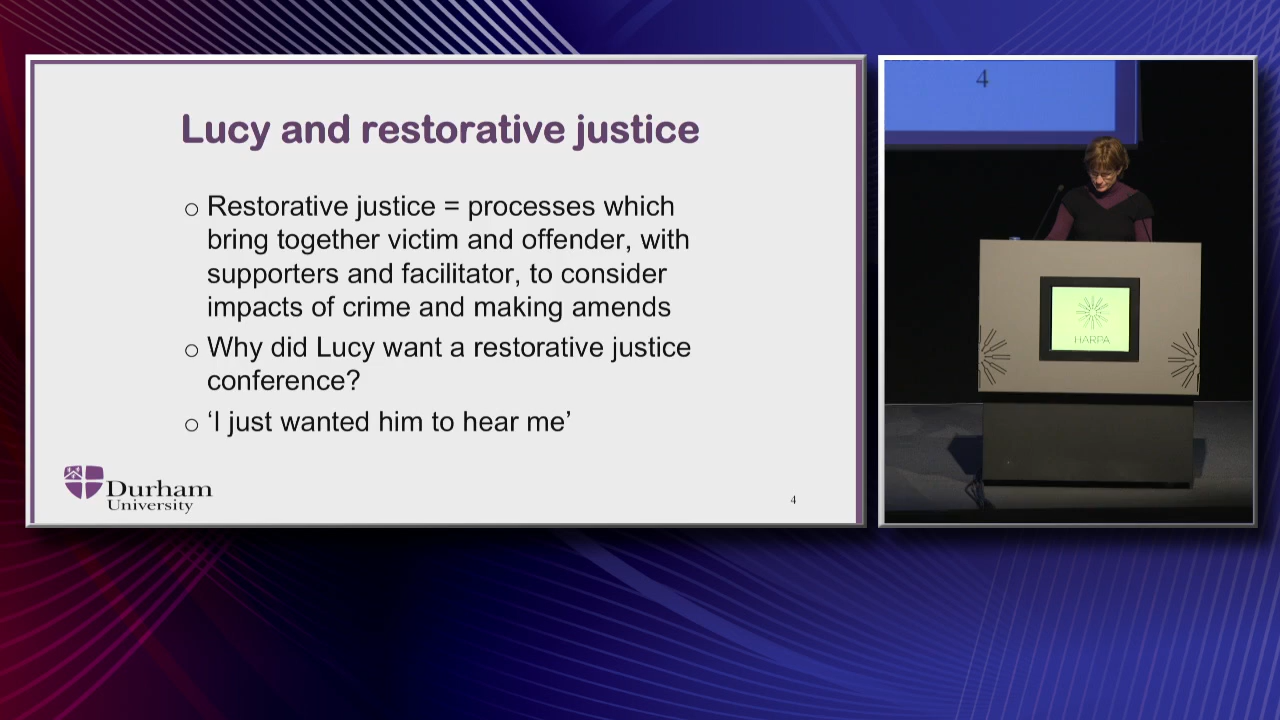 Lucy and restorative justice
o Restorative justice = processes which
bring together victim and offender, with
supporters and facilitator, to consider
impacts of crime and making amends
o Why did Lucy want a restorative justice
conference?
o ‘I just wanted him to hear me’
Durham
University
4
4
HARPA